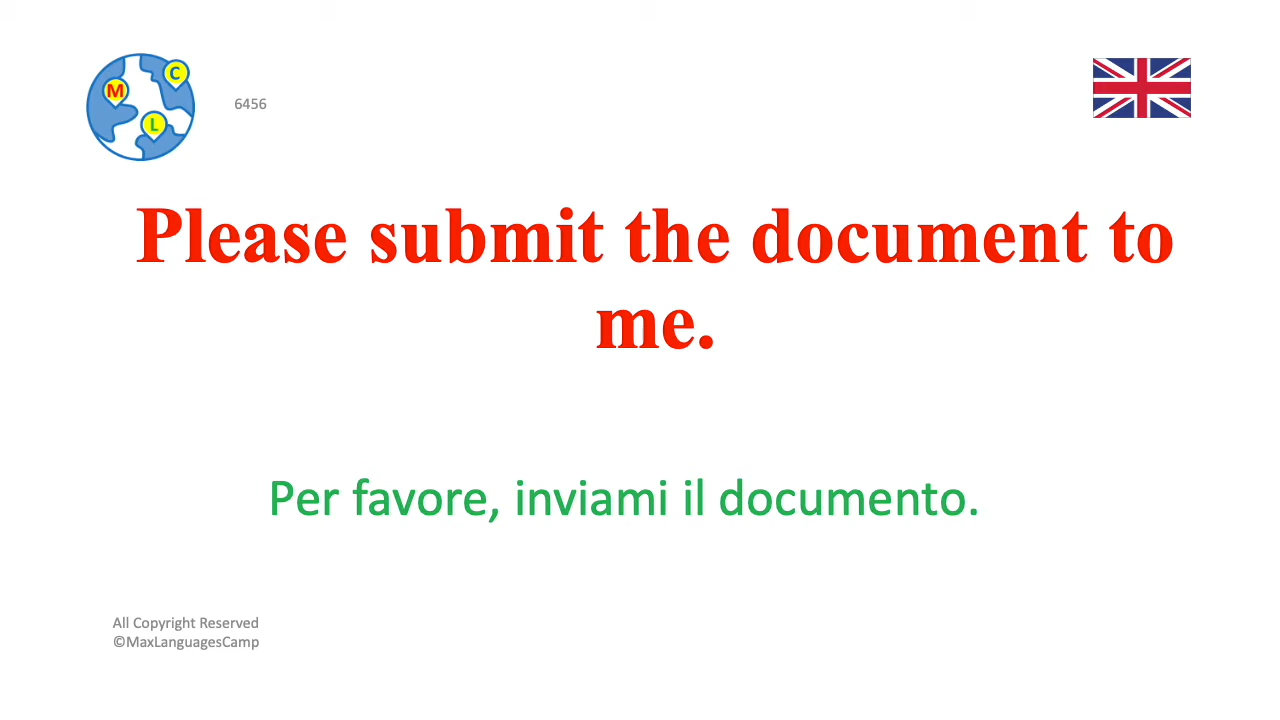 M
C
L
6456
Please submit the document to
me.
Per favore, inviami il documento.
All Copyright Reserved
©MaxLanguagesCamp